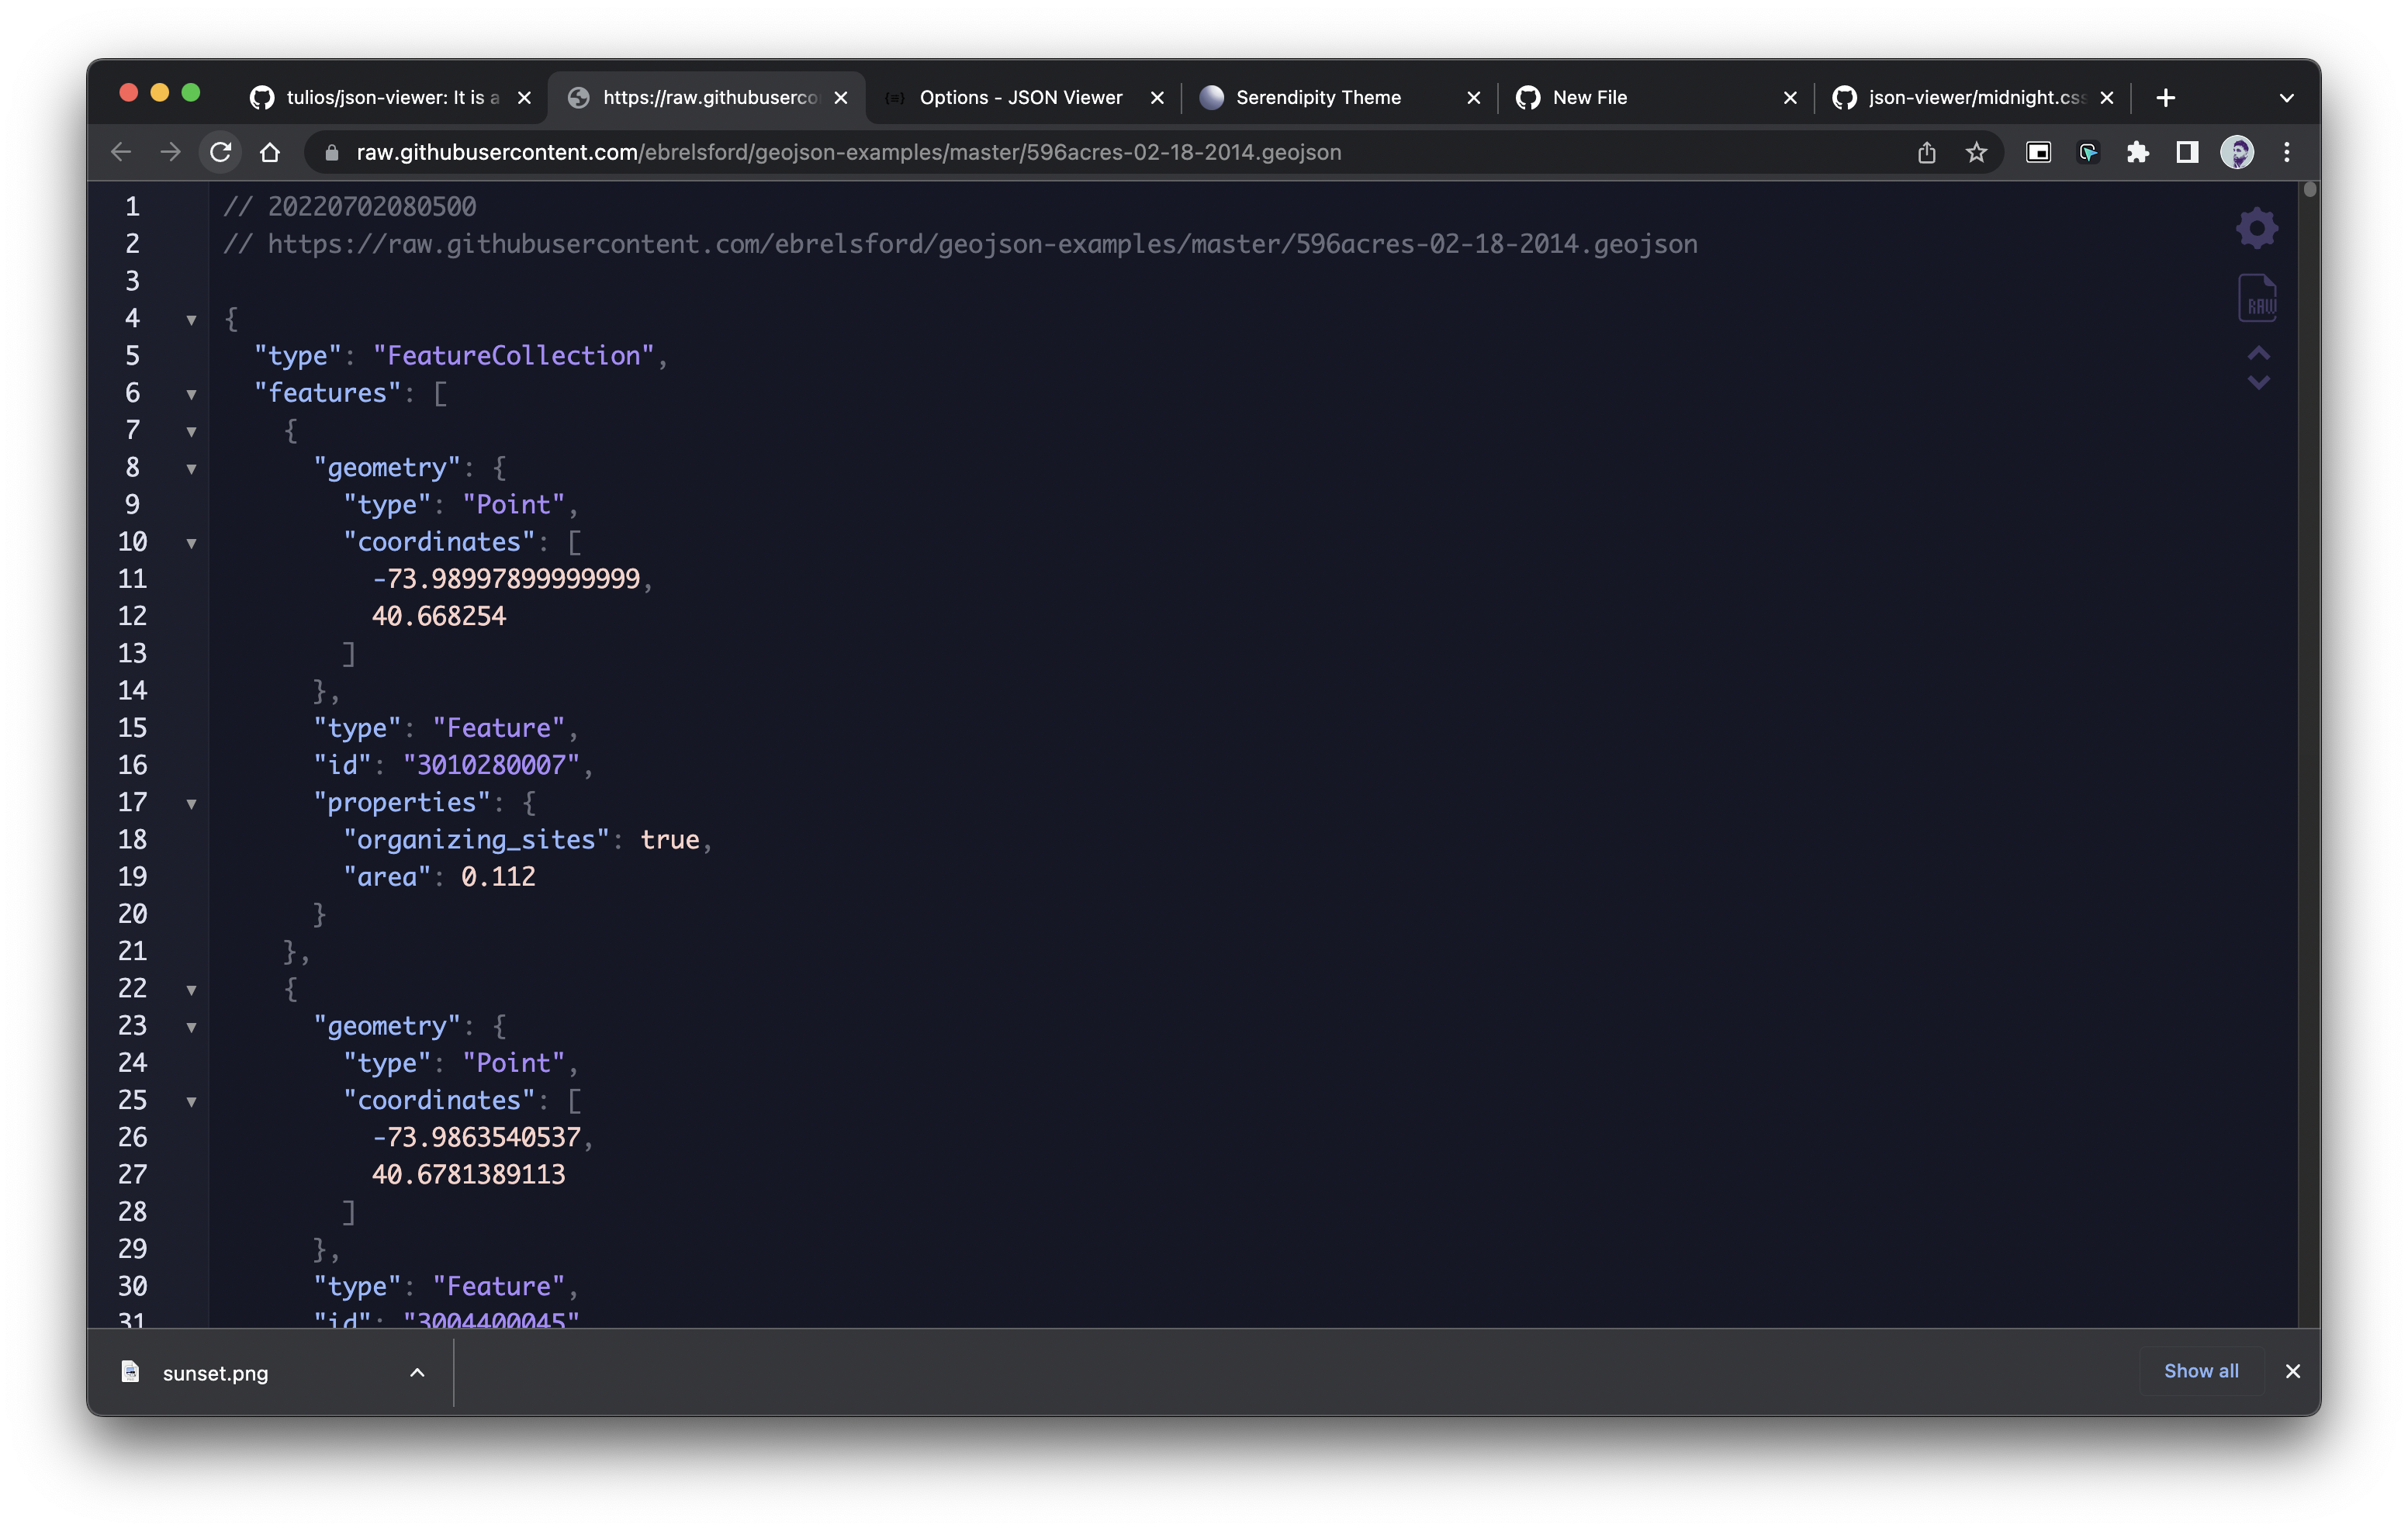 tulios/json-viewer: It is a
https://raw.githubuserco
Options - JSON Viewer
Serendipity Theme
New File
json-viewer/midnight.css
raw.githubusercontent.com/ebrelsford/geojson-examples/master/596acres-02-18-2014.geojson
1 // 20220702080500
2 // https://raw.githubusercontent.com/ebrelsford/geojson-examples/master/596acres-02-18-2014.geojson
3
4 {
5 "type": "FeatureCollection",
6 "features": [
7 {
8 "geometry": {
9 "type": "Point",
10 "coordinates": [
11 -73.98997899999999,
12 40.668254
13 ]
14 },
15 "type": "Feature",
16 "id": "3010280007",
17 "properties": {
18 "organizing_sites": true,
19 "area": 0.112
20 }
21 },
22 {
23 "geometry": {
24 "type": "Point",
25 "coordinates": [
26 -73.9863540537,
27 40.6781389113
28 ]
29 },
30 "type": "Feature",
31 "id": "3004400045"
RAW
sunset.png
Show all